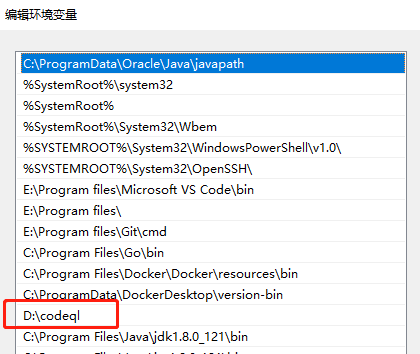 编辑环境变量
C:\ProgramData\Oracle\Java\javapath
%SystemRoot%\system32
%SystemRoot%
%SystemRoot%\System32\Wbem
%SYSTEMROOT%\System32\WindowsPowerShell\v1.0\
%SYSTEMROOT%\System32\OpenSSH\
E:\Program files\Microsoft VS Code\bin
E:\Program files\
E:\Program files\Git\cmd
C:\Program Files\Go\bin
C:\Program Files\Docker\Docker\resources\bin
C:\ProgramData\DockerDesktop\version-bin
D:\codeql
C:\Program Files\Java\jdk1.8.0_121\bin